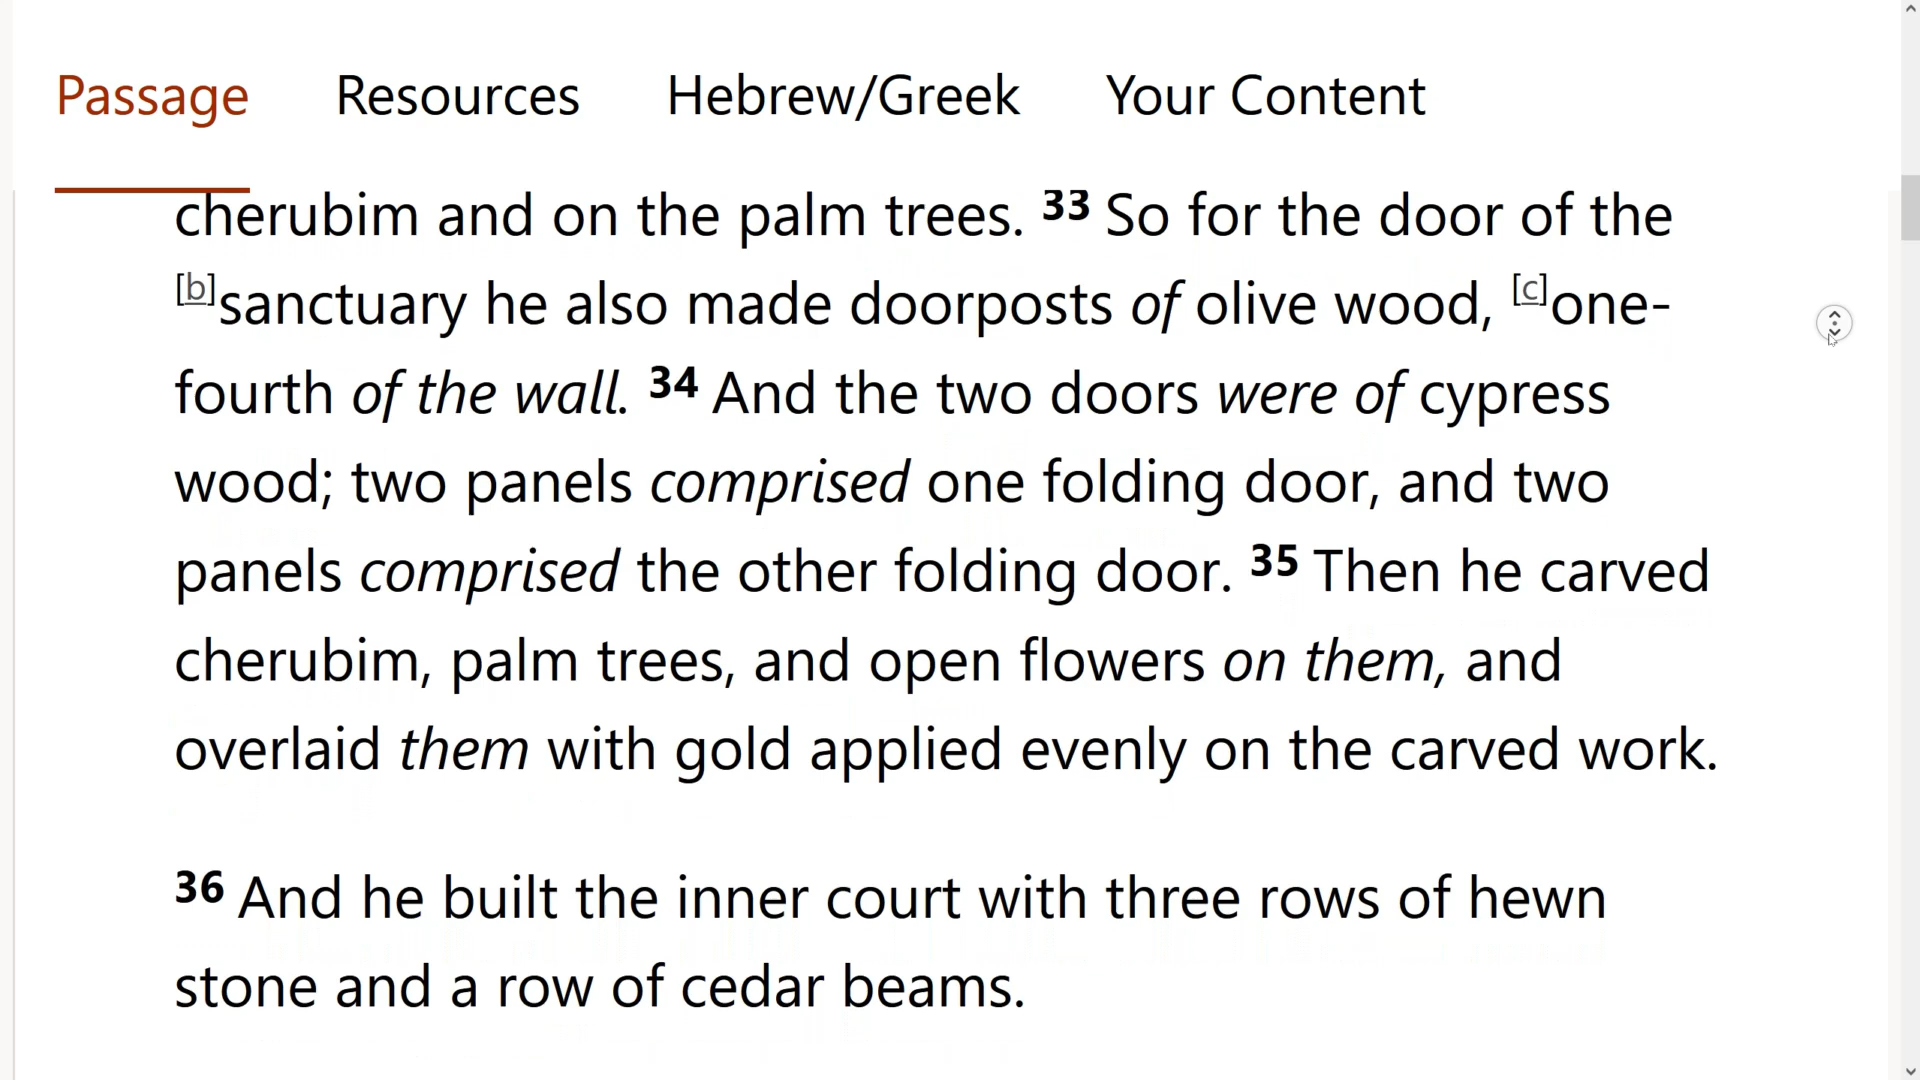 Passage Resources Hebrew/Greek Your Content
cherubim and on the palm trees. 33 So for the door of the
[b]sanctuary he also made doorposts of olive wood, [c]one-
fourth of the wall. 34 And the two doors were of cypress
wood; two panels comprised one folding door, and two
panels comprised the other folding door. 35 Then he carved
cherubim, palm trees, and open flowers on them, and
overlaid them with gold applied evenly on the carved work.
36 And he built the inner court with three rows of hewn
stone and a row of cedar beams.